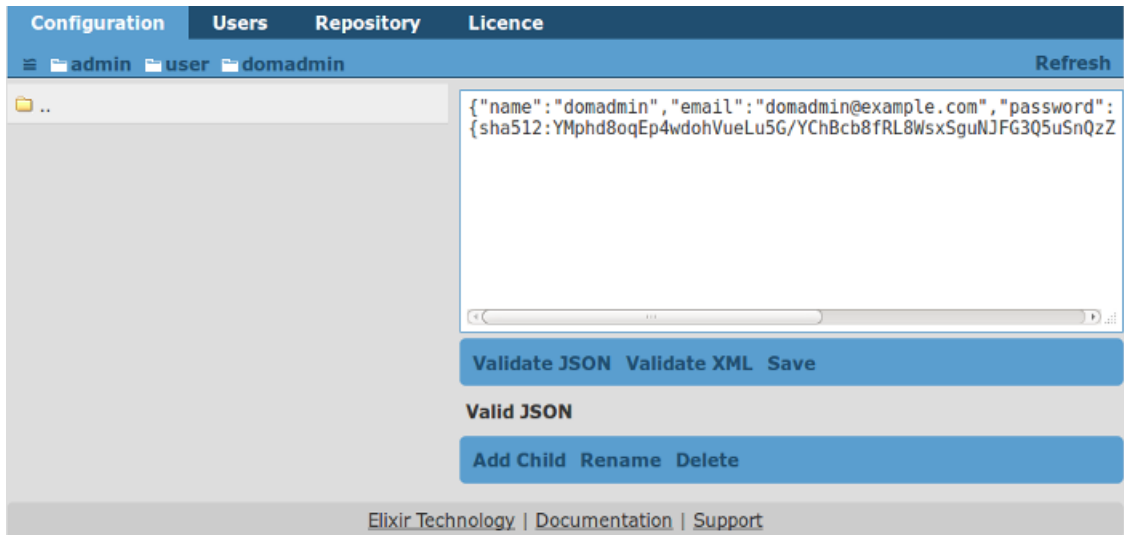 Configuration Users Repository Licence
admin user domadmin Refresh
..
{"name":"domadmin","email":"domadmin@example.com","password":
{sha512:YMphd8oqEp4wdohVueLu5G/YChBcb8fRL8WsxSguNJFG3Q5uSnQzZ
Validate JSON Validate XML Save
Valid JSON
Add Child Rename Delete
Elixir Technology | Documentation | Support